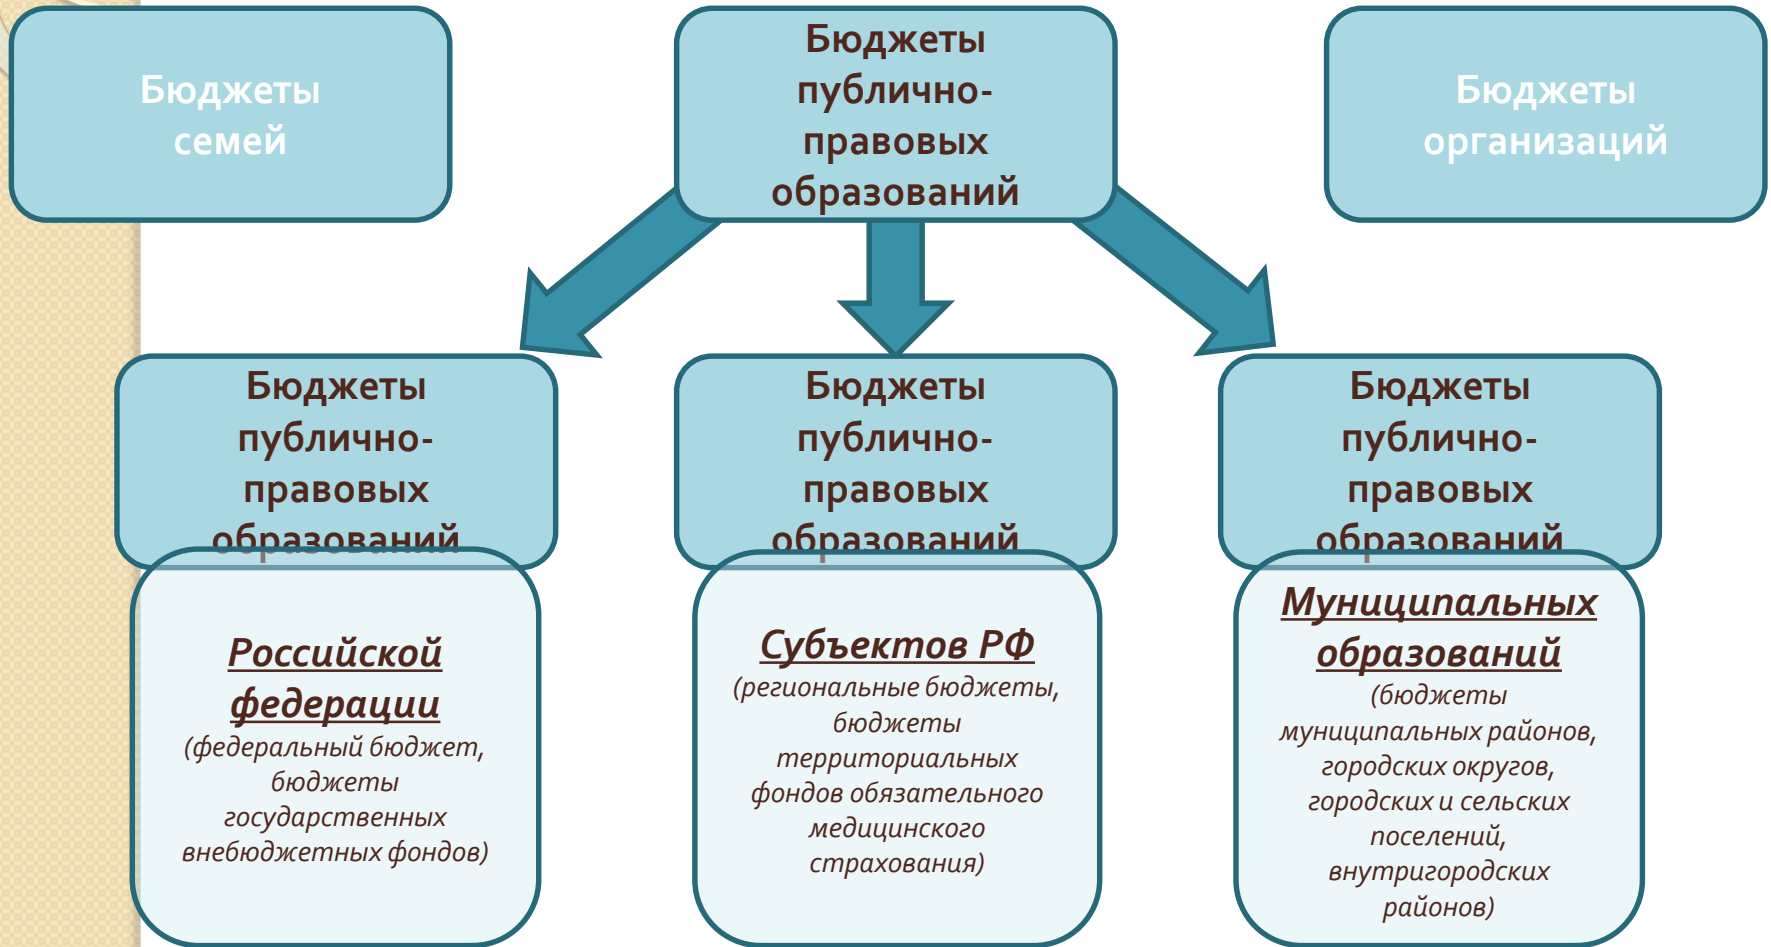 Бюджеты
семей
Бюджеты
публично-
правовых
образований
Бюджеты
организаций
Бюджеты
публично-
правовых
образований
Российской
федерации
(федеральный бюджет,
бюджеты
государственных
внебюджетных фондов)
Бюджеты
публично-
правовых
образований
Субъектов РФ
(региональные бюджеты,
бюджеты
территориальных
фондов обязательного
медицинского
страхования)
Бюджеты
публично-
правовых
образований
Муниципальных
образований
(бюджеты
муниципальных районов,
городских округов,
городских и сельских
поселений,
внутригородских
районов)